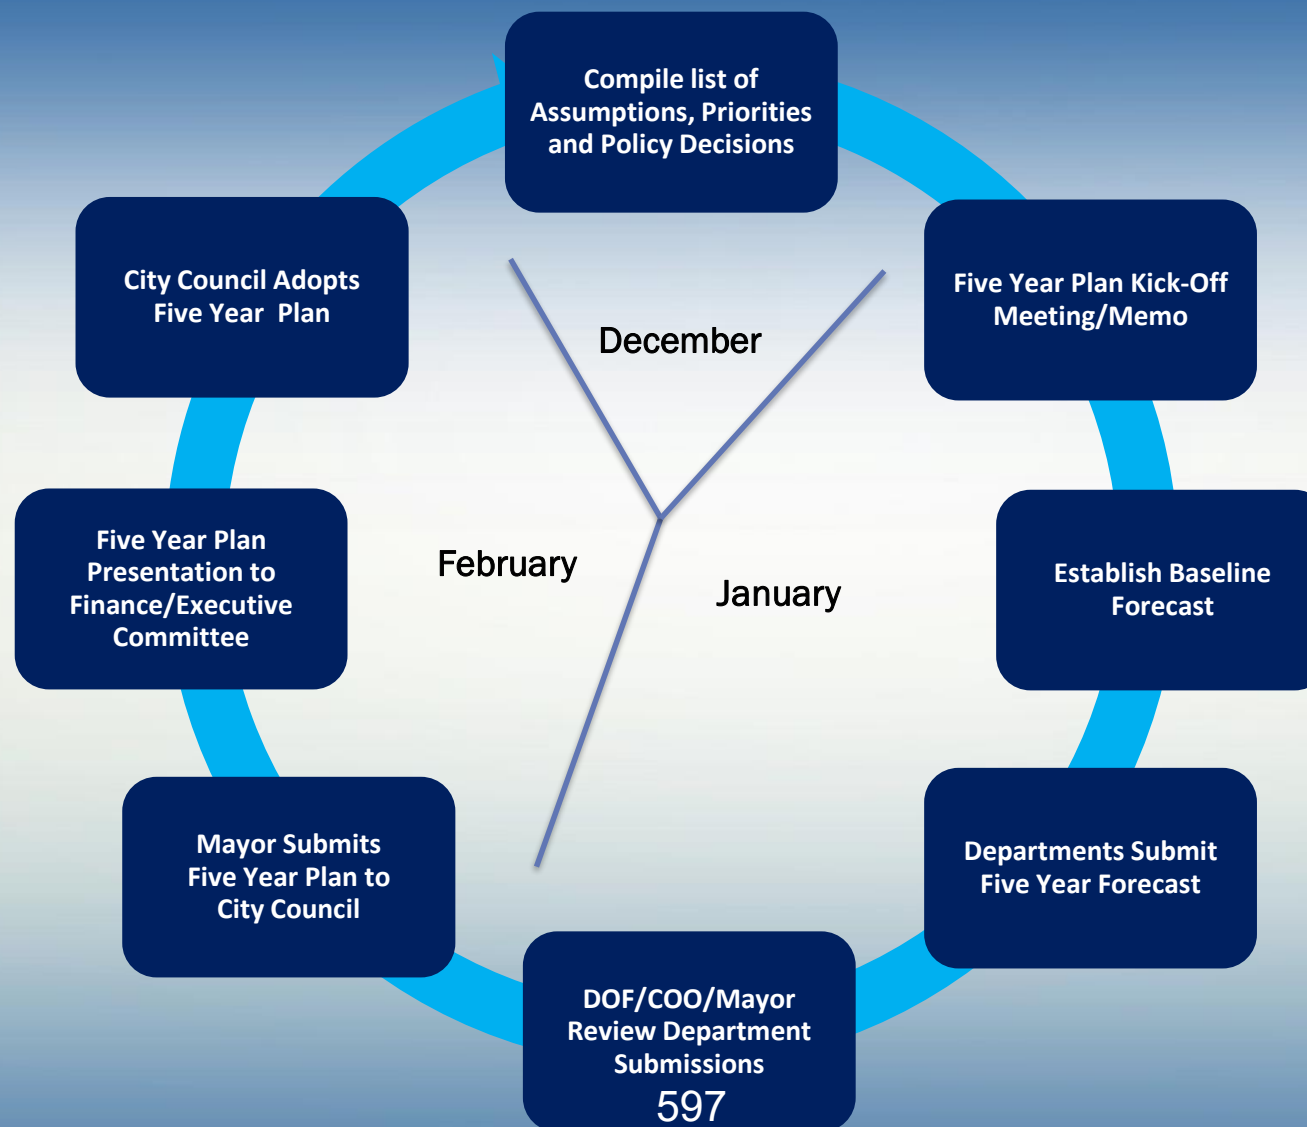 Compile list of
Assumptions, Priorities
and Policy Decisions
Five Year Plan Kick-Off
Meeting/Memo
Establish Baseline
Forecast
Departments Submit
Five Year Forecast
DOF/COO/Mayor
Review Department
Submissions
597
Mayor Submits
Five Year Plan to
City Council
Five Year Plan
Presentation to
Finance/Executive
Committee
City Council Adopts
Five Year Plan
December
January
February